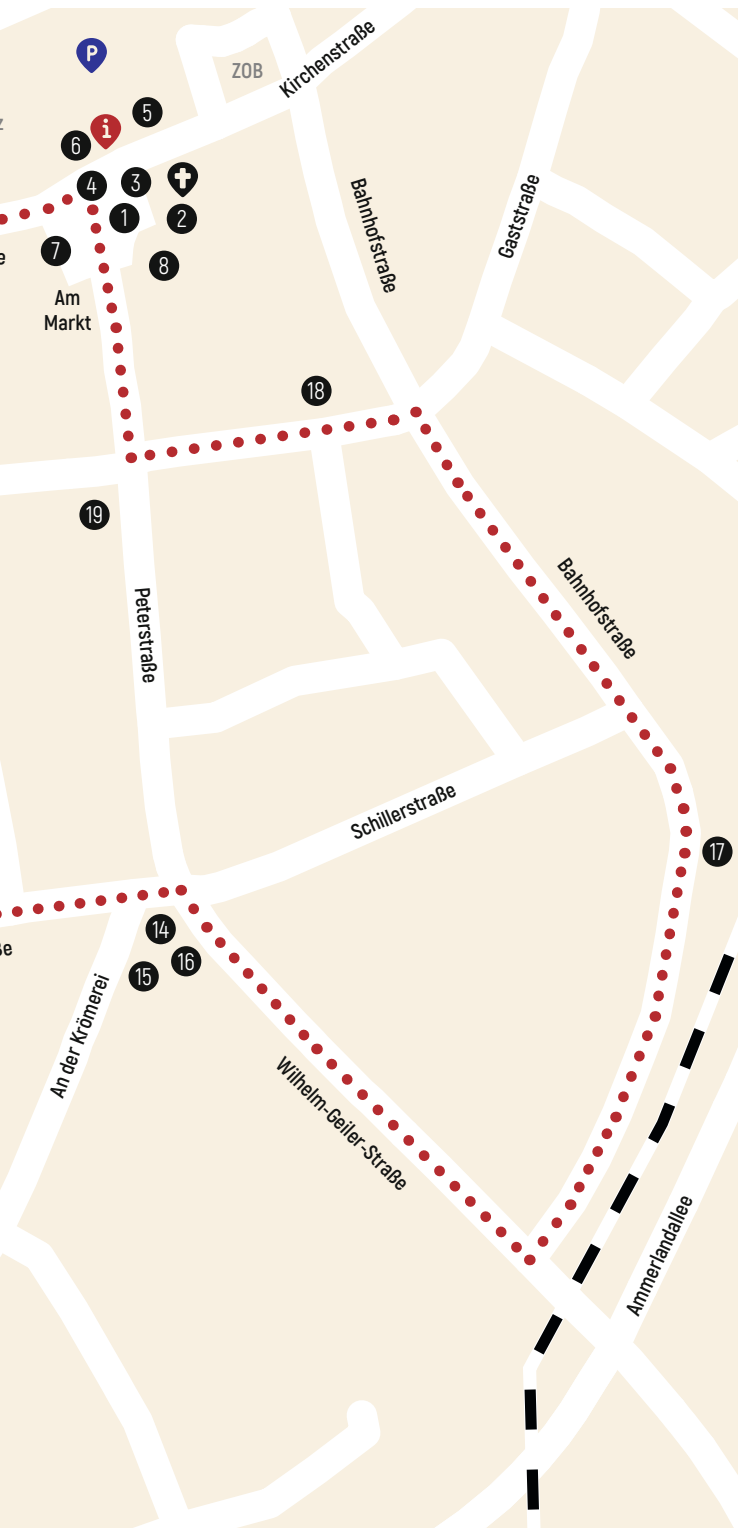 P
ZOB
Kirchenstraße
z
5
i
6
4
3
1
2
Bahnhofstraße
Gaststraße
7
e
8
Am
Markt
18
19
Bahnhofstraße
Peterstraße
Schillerstraße
17
14
ße
16
15
An der Krömerei
Wilhelm-Geiler-Straße
Ammerlandallee